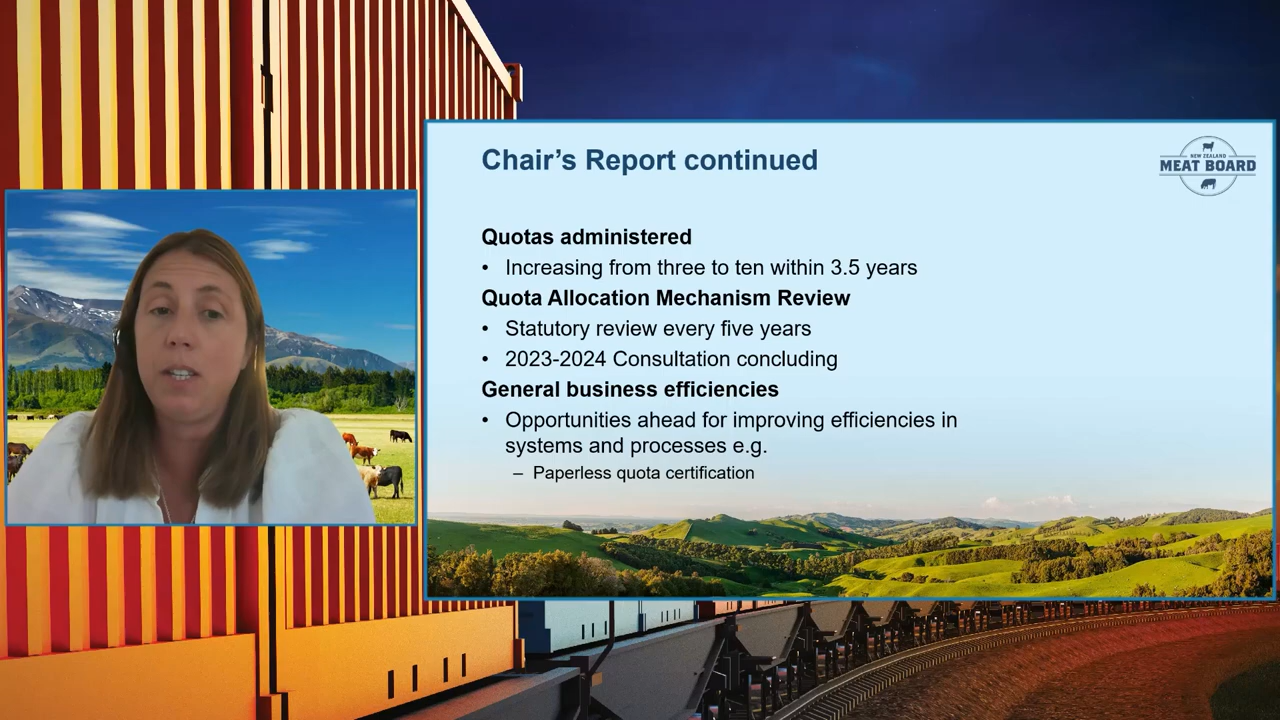 Chair’s Report continued
NEW ZEALAND
MEAT BOARD
Quotas administered
• Increasing from three to ten within 3.5 years
Quota Allocation Mechanism Review
• Statutory review every five years
• 2023-2024 Consultation concluding
General business efficiencies
• Opportunities ahead for improving efficiencies in
systems and processes e.g.
– Paperless quota certification